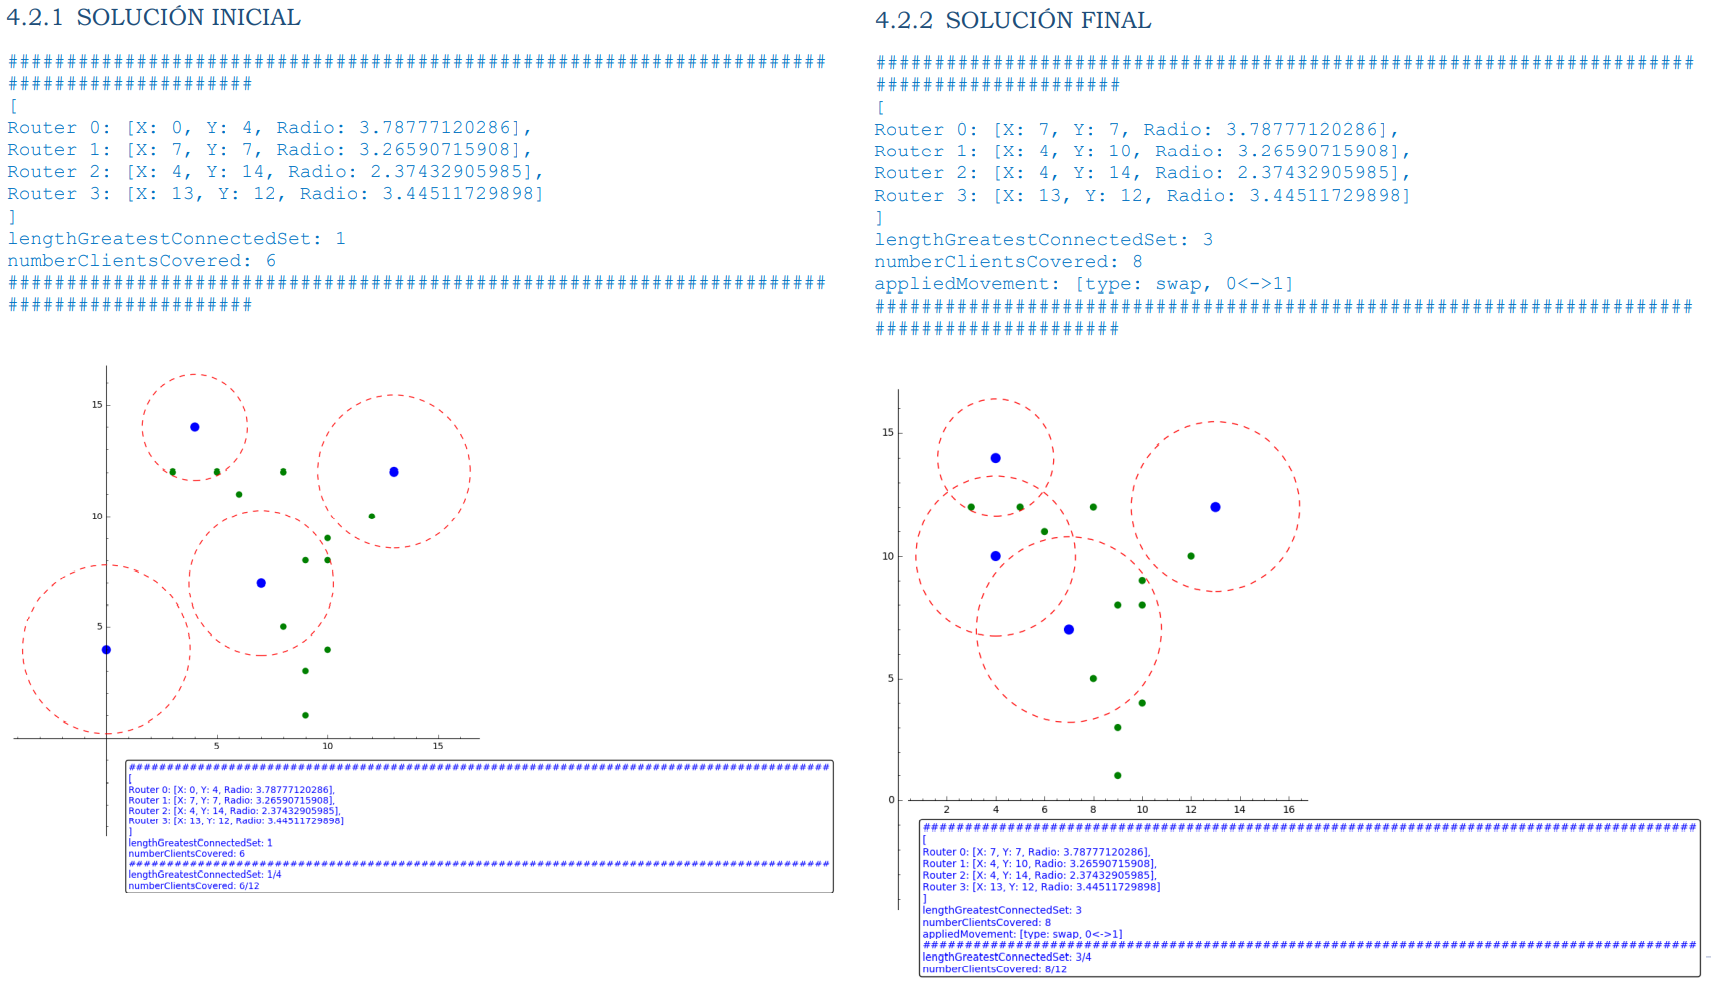 4.2.1 SOLUCIÓN INICIAL
######################################################################
#####################
[
Router 0: [X: 0, Y: 4, Radio: 3.78777120286],
Router 1: [X: 7, Y: 7, Radio: 3.26590715908],
Router 2: [X: 4, Y: 14, Radio: 2.37432905985],
Router 3: [X: 13, Y: 12, Radio: 3.44511729898]
]
lengthGreatestConnectedSet: 1
numberClientsCovered: 6
######################################################################
#####################
15
10
5
5
10
15
###########################################################################################
[
Router 0: [X: 0, Y: 4, Radio: 3.78777120286],
Router 1: [X: 7, Y: 7, Radio: 3.26590715908],
Router 2: [X: 4, Y: 14, Radio: 2.37432905985],
Router 3: [X: 13, Y: 12, Radio: 3.44511729898]
]
lengthGreatestConnectedSet: 1
numberClientsCovered: 6
###########################################################################################
lengthGreatestConnectedSet: 1/4
numberClientsCovered: 6/12
4.2.2 SOLUCIÓN FINAL
######################################################################
#####################
[
Router 0: [X: 7, Y: 7, Radio: 3.78777120286],
Router 1: [X: 4, Y: 10, Radio: 3.26590715908],
Router 2: [X: 4, Y: 14, Radio: 2.37432905985],
Router 3: [X: 13, Y: 12, Radio: 3.44511729898]
]
lengthGreatestConnectedSet: 3
numberClientsCovered: 8
appliedMovement: [type: swap, 0<->1]
######################################################################
#####################
15
10
5
0
2
4
6
8
10
12
14
16
###########################################################################################
[
Router 0: [X: 7, Y: 7, Radio: 3.78777120286],
Router 1: [X: 4, Y: 10, Radio: 3.26590715908],
Router 2: [X: 4, Y: 14, Radio: 2.37432905985],
Router 3: [X: 13, Y: 12, Radio: 3.44511729898]
]
lengthGreatestConnectedSet: 3
numberClientsCovered: 8
appliedMovement: [type: swap, 0<->1]
###########################################################################################
lengthGreatestConnectedSet: 3/4
numberClientsCovered: 8/12